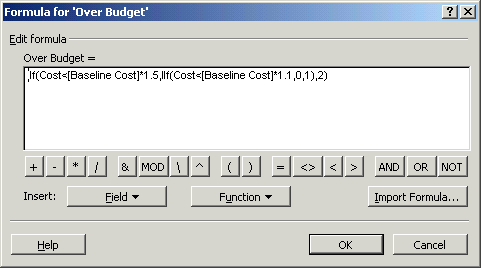 Formula for 'Over Budget'
Edit formula
Over Budget =
IIf(Cost<[Baseline Cost]*1.5,IIf(Cost<[Baseline Cost]*1.1,0,1),2)
+ - * / & MOD \ ^ ( ) = <> < > AND OR NOT
Insert: Field Function Import Formula...
Help OK Cancel